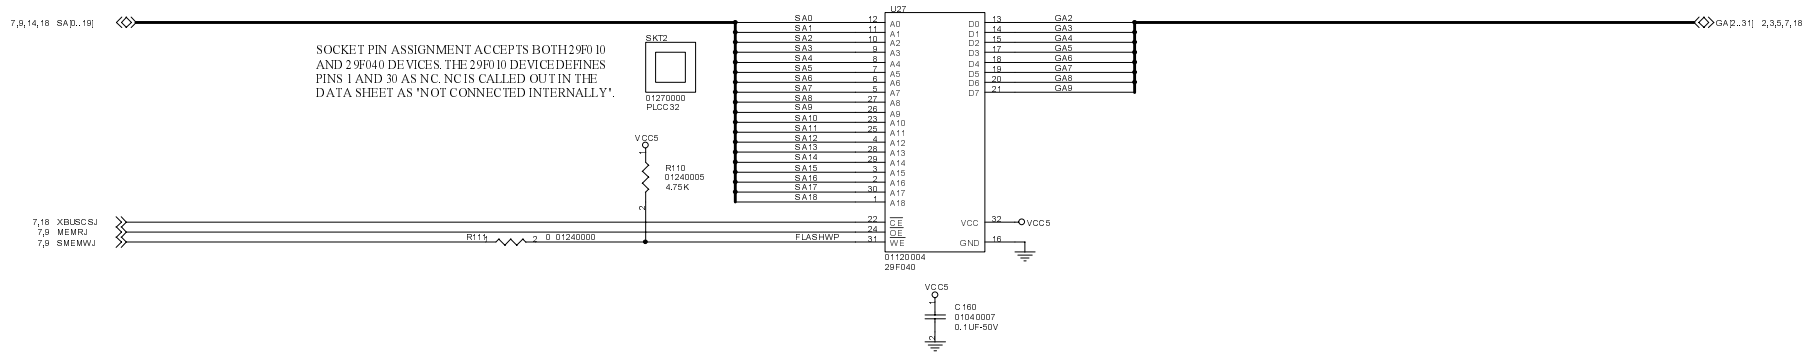 7,9,14,18 SA[0..19]
SOCKET PIN ASSIGNMENT ACCEPTS BOTH 29F010
AND 29F040 DEVICES. THE 29F010 DEVICE DEFINES
PINS 1 AND 30 AS NC. NC IS CALLED OUT IN THE
DATA SHEET AS "NOT CONNECTED INTERNALLY".
SKT2
01270000
PLCC32
VCC5
1
R110
01240005
4.75K
2
7,18 XBUSCSJ
7,9 MEMRJ
7,9 SMEMWJ
R111 1 2 0 01240000
FLASHWP
U27
SA0 12 A0 D0 13 GA2
SA1 11 A1 D1 14 GA3
SA2 10 A2 D2 15 GA4
SA3 9 A3 D3 17 GA5
SA4 8 A4 D4 18 GA6
SA5 7 A5 D5 19 GA7
SA6 6 A6 D6 20 GA8
SA7 5 A7 D7 21 GA9
SA8 27 A8
SA9 26 A9
SA10 23 A10
SA11 25 A11
SA12 4 A12
SA13 28 A13
SA14 29 A14
SA15 3 A15
SA16 2 A16
SA17 30 A17
SA18 1 A18
22 CE VCC 32 VCC5
24 OE
31 WE GND 16
01120004
29F040
GA[2..31] 2,3,5,7,18
VCC5
1
C160
01040007
0.1UF-50V
2